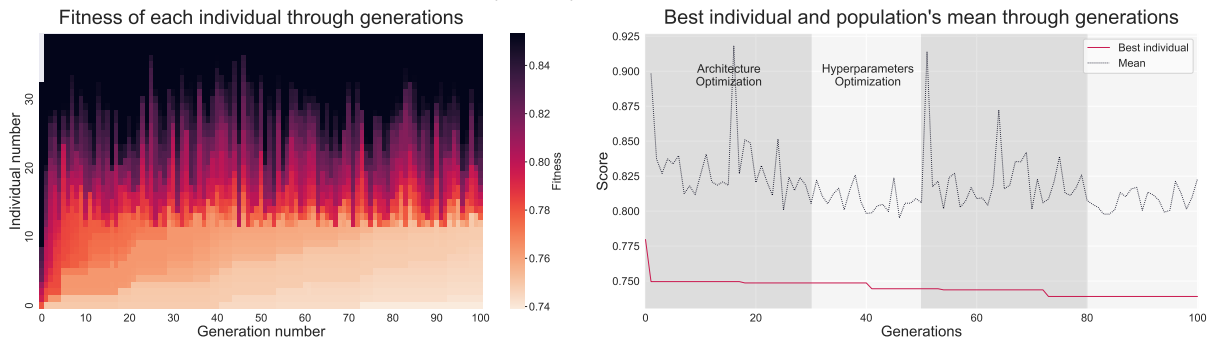 Fitness of each individual through generations
Individual number
30
20
10
0
0 10 20 30 40 50 60 70 80 90 100
Generation number
0.84
0.82
0.80
0.78
0.76
0.74
Fitness
Best individual and population's mean through generations
Score
0.925
0.900
0.875
0.850
0.825
0.800
0.775
0.750
Architecture
Optimization
Hyperparameters
Optimization
Best individual
Mean
0 20 40 60 80 100
Generations